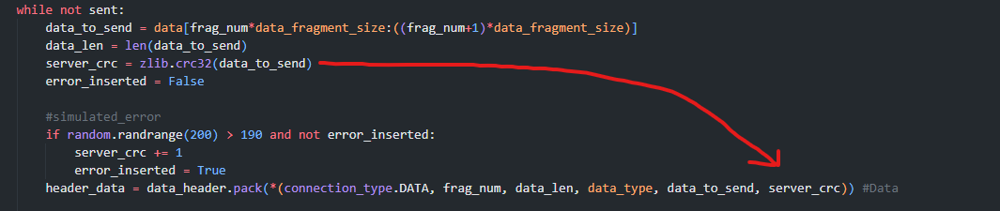 while not sent:
data_to_send = data[frag_num*data_fragment_size:((frag_num+1)*data_fragment_size)]
data_len = len(data_to_send)
server_crc = zlib.crc32(data_to_send)
error_inserted = False
#simulated_error
if random.randrange(200) > 190 and not error_inserted:
server_crc += 1
error_inserted = True
header_data = data_header.pack(*(connection_type.DATA, frag_num, data_len, data_type, data_to_send, server_crc)) #Data